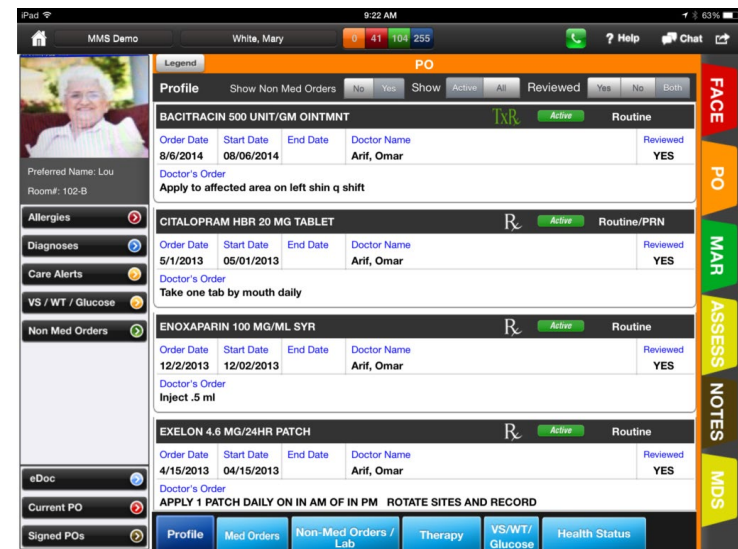 iPad 9:22 AM 63%
MMS Demo White, Mary 0 41 104 255 ? Help Chat
Legend PO
Profile Show Non Med Orders No Yes Show Active All Reviewed Yes No Both
BACITRACIN 500 UNIT/GM OINTMNT TxRx Active Routine
Order Date Start Date End Date Doctor Name Reviewed
8/6/2014 08/06/2014 Arif, Omar YES
Doctor's Order
Apply to affected area on left shin q shift
CITALOPRAM HBR 20 MG TABLET Rx Active Routine/PRN
Order Date Start Date End Date Doctor Name Reviewed
5/1/2013 05/01/2013 Arif, Omar YES
Doctor's Order
Take one tab by mouth daily
ENOXAPARIN 100 MG/ML SYR Rx Active Routine
Order Date Start Date End Date Doctor Name Reviewed
12/2/2013 12/02/2013 Arif, Omar YES
Doctor's Order
Inject .5 ml
EXELON 4.6 MG/24HR PATCH Rx Active Routine
Order Date Start Date End Date Doctor Name Reviewed
4/15/2013 04/15/2013 Arif, Omar YES
Doctor's Order
APPLY 1 PATCH DAILY ON IN AM OF IN PM ROTATE SITES AND RECORD
Preferred Name: Lou
Room#: 102-B
Allergies
Diagnoses
Care Alerts
VS / WT / Glucose
Non Med Orders
eDoc
Current PO
Signed POs
Profile Med Orders Non-Med Orders / Lab Therapy VS/WT/ Glucose Health Status
FACE
PO
MAR
ASSESS
NOTES
MDS